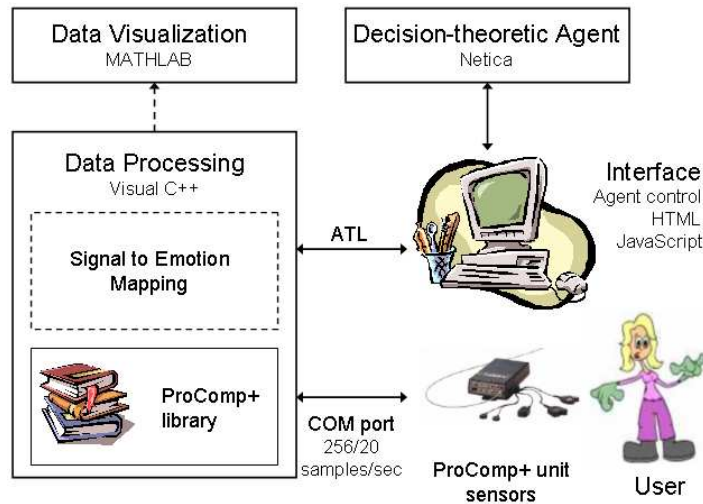 Data Visualization
MATHLAB
Decision-theoretic Agent
Netica
Data Processing
Visual C++
Signal to Emotion
Mapping
ATL
Interface
Agent control
HTML
JavaScript
ProComp+
library
COM port
256/20
samples/sec
ProComp+ unit
sensors
User